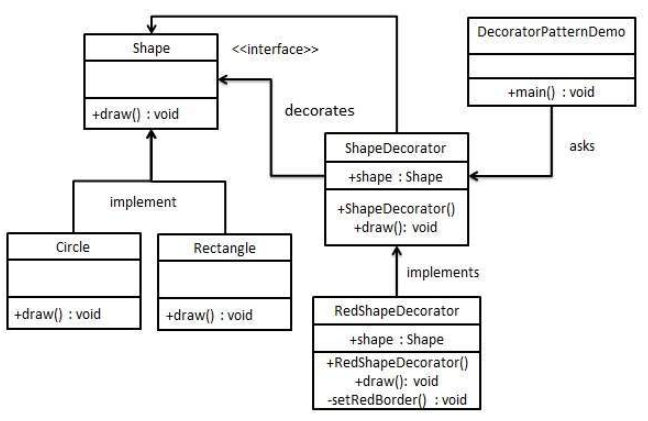 Shape
<<interface>>
+draw() : void
DecoratorPatternDemo
+main() : void
decorates
asks
ShapeDecorator
+shape : Shape
+ShapeDecorator()
+draw(): void
implement
Circle
+draw() : void
Rectangle
+draw() : void
implements
RedShapeDecorator
+shape : Shape
+RedShapeDecorator()
+draw(): void
-setRedBorder() : void